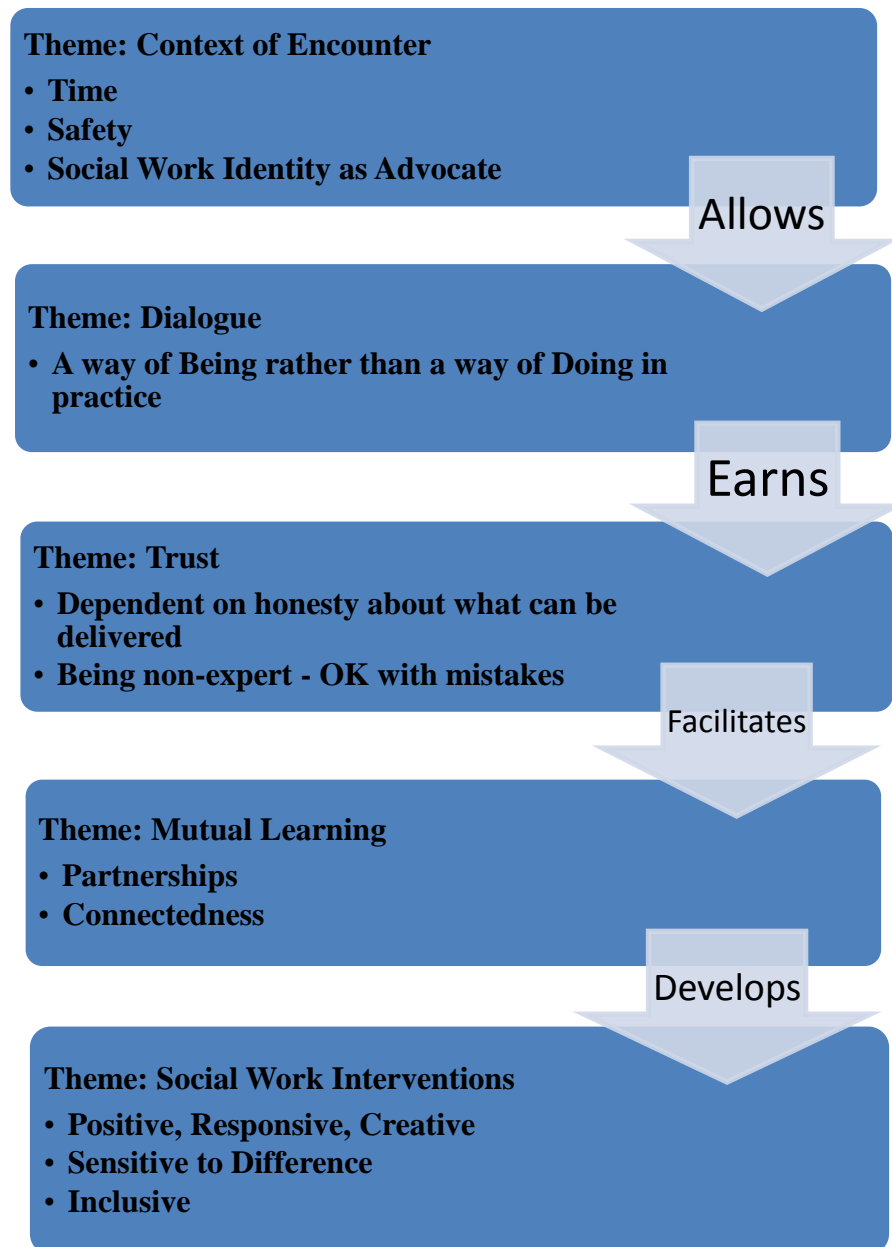 Theme: Context of Encounter
• Time
• Safety
• Social Work Identity as Advocate
Allows
Theme: Dialogue
• A way of Being rather than a way of Doing in
practice
Earns
Theme: Trust
• Dependent on honesty about what can be
delivered
• Being non-expert - OK with mistakes
Facilitates
Theme: Mutual Learning
• Partnerships
• Connectedness
Develops
Theme: Social Work Interventions
• Positive, Responsive, Creative
• Sensitive to Difference
• Inclusive